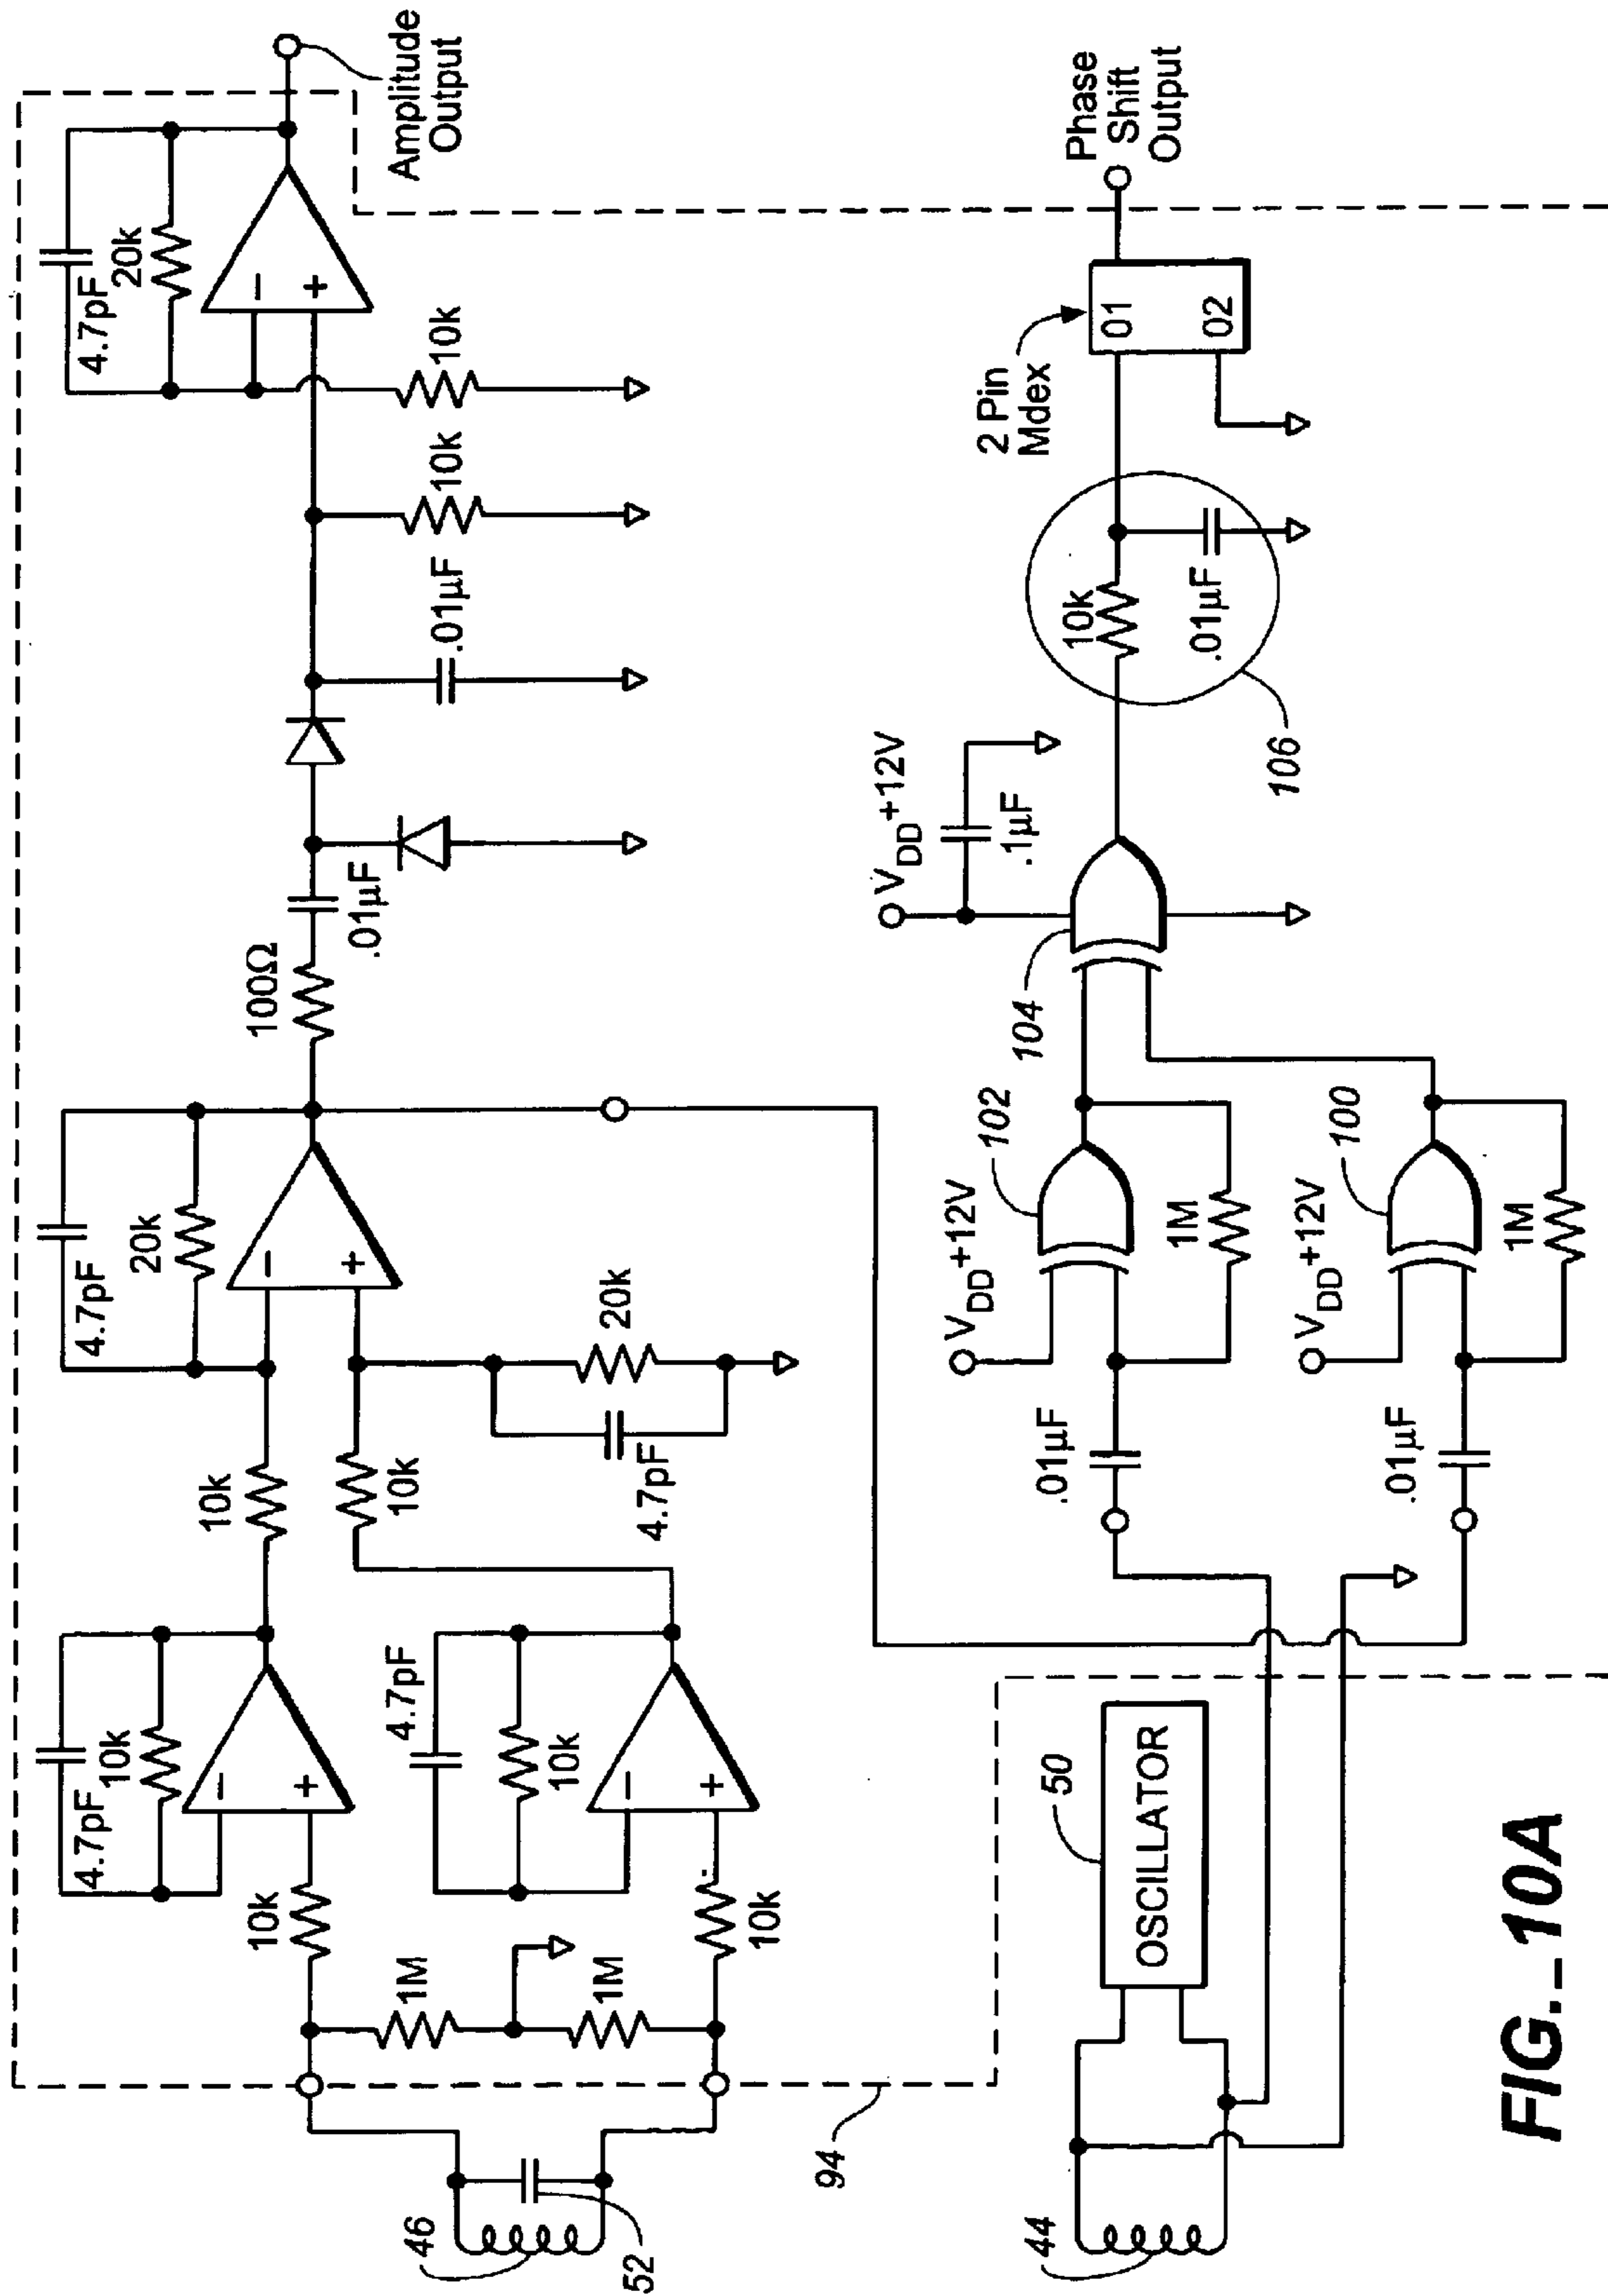 4.7pF
10k
10k
1M
1M
10k
4.7pF
10k
46
52
94
10k
10k
4.7pF
20k
4.7pF
20k
100Ω
.01µF
.01µF
10k
10k
4.7pF
20k
Amplitude
Output
44
50
OSCILLATOR
.01µF
VDD+12V
102
1M
.01µF
VDD+12V
100
1M
104
VDD+12V
.1µF
10k
.01µF
106
2 Pin
Mdex
01
02
Phase
Shift
Output
FIG._10A